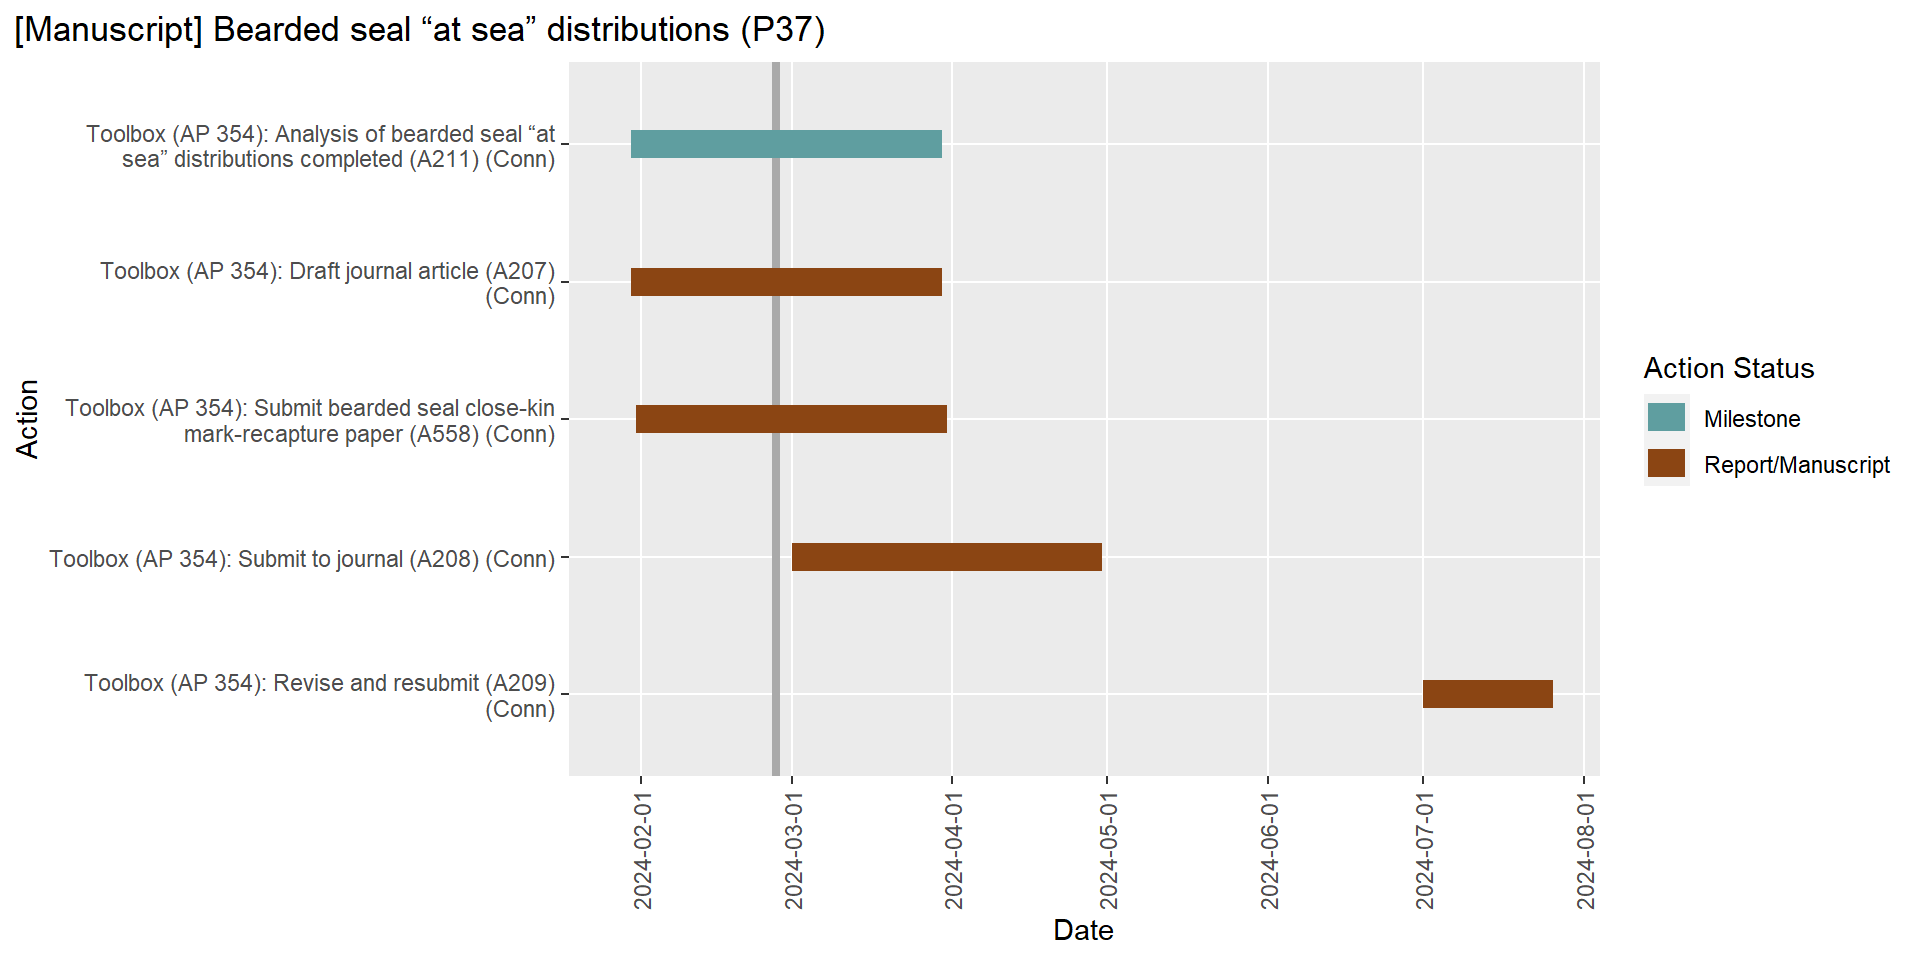 [Manuscript] Bearded seal “at sea” distributions (P37)
Toolbox (AP 354): Analysis of bearded seal “at
sea” distributions completed (A211) (Conn)
Toolbox (AP 354): Draft journal article (A207)
(Conn)
Toolbox (AP 354): Submit bearded seal close-kin
mark-recapture paper (A558) (Conn)
Toolbox (AP 354): Submit to journal (A208) (Conn)
Toolbox (AP 354): Revise and resubmit (A209)
(Conn)
Action
2024-02-01
2024-03-01
2024-04-01
2024-05-01
2024-06-01
2024-07-01
2024-08-01
Date
Action Status
Milestone
Report/Manuscript